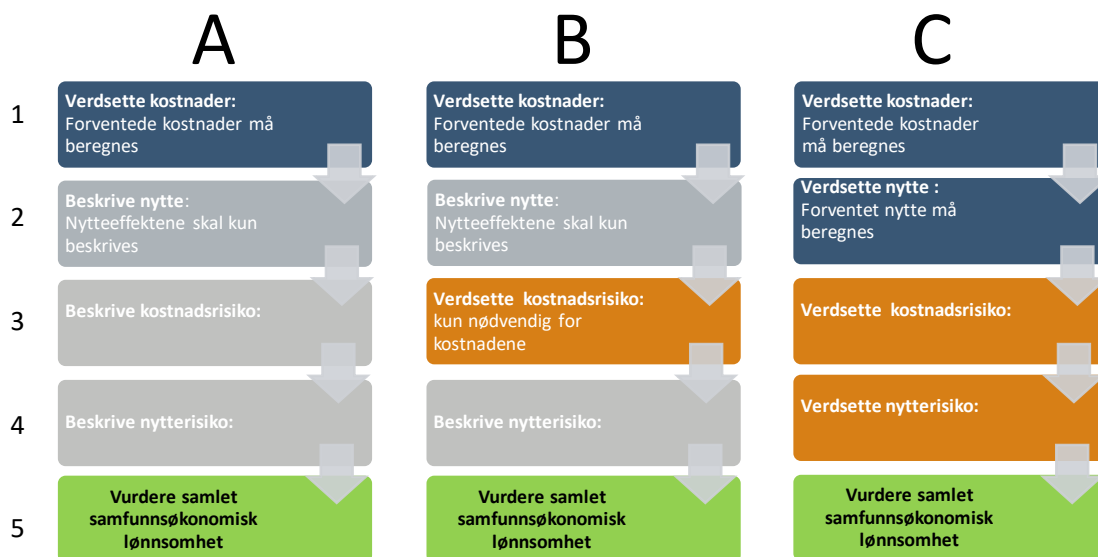 A
B
C
1
Verdsette kostnader:
Forventede kostnader må
beregnes
Verdsette kostnader:
Forventede kostnader må
beregnes
Verdsette kostnader:
Forventede kostnader
må beregnes
2
Beskrive nytte:
Nytteeffektene skal kun
beskrives
Beskrive nytte:
Nytteeffektene skal kun
beskrives
Verdsette nytte :
Forventet nytte må
beregnes
3
Beskrive kostnadsrisiko:
Verdsette kostnadsrisiko:
kun nødvendig for
kostnadene
Verdsette kostnadsrisiko:
4
Beskrive nytterisiko:
Beskrive nytterisiko:
Verdsette nytterisiko:
5
Vurdere samlet
samfunnsøkonomisk
lønnsomhet
Vurdere samlet
samfunnsøkonomisk
lønnsomhet
Vurdere samlet
samfunnsøkonomisk
lønnsomhet